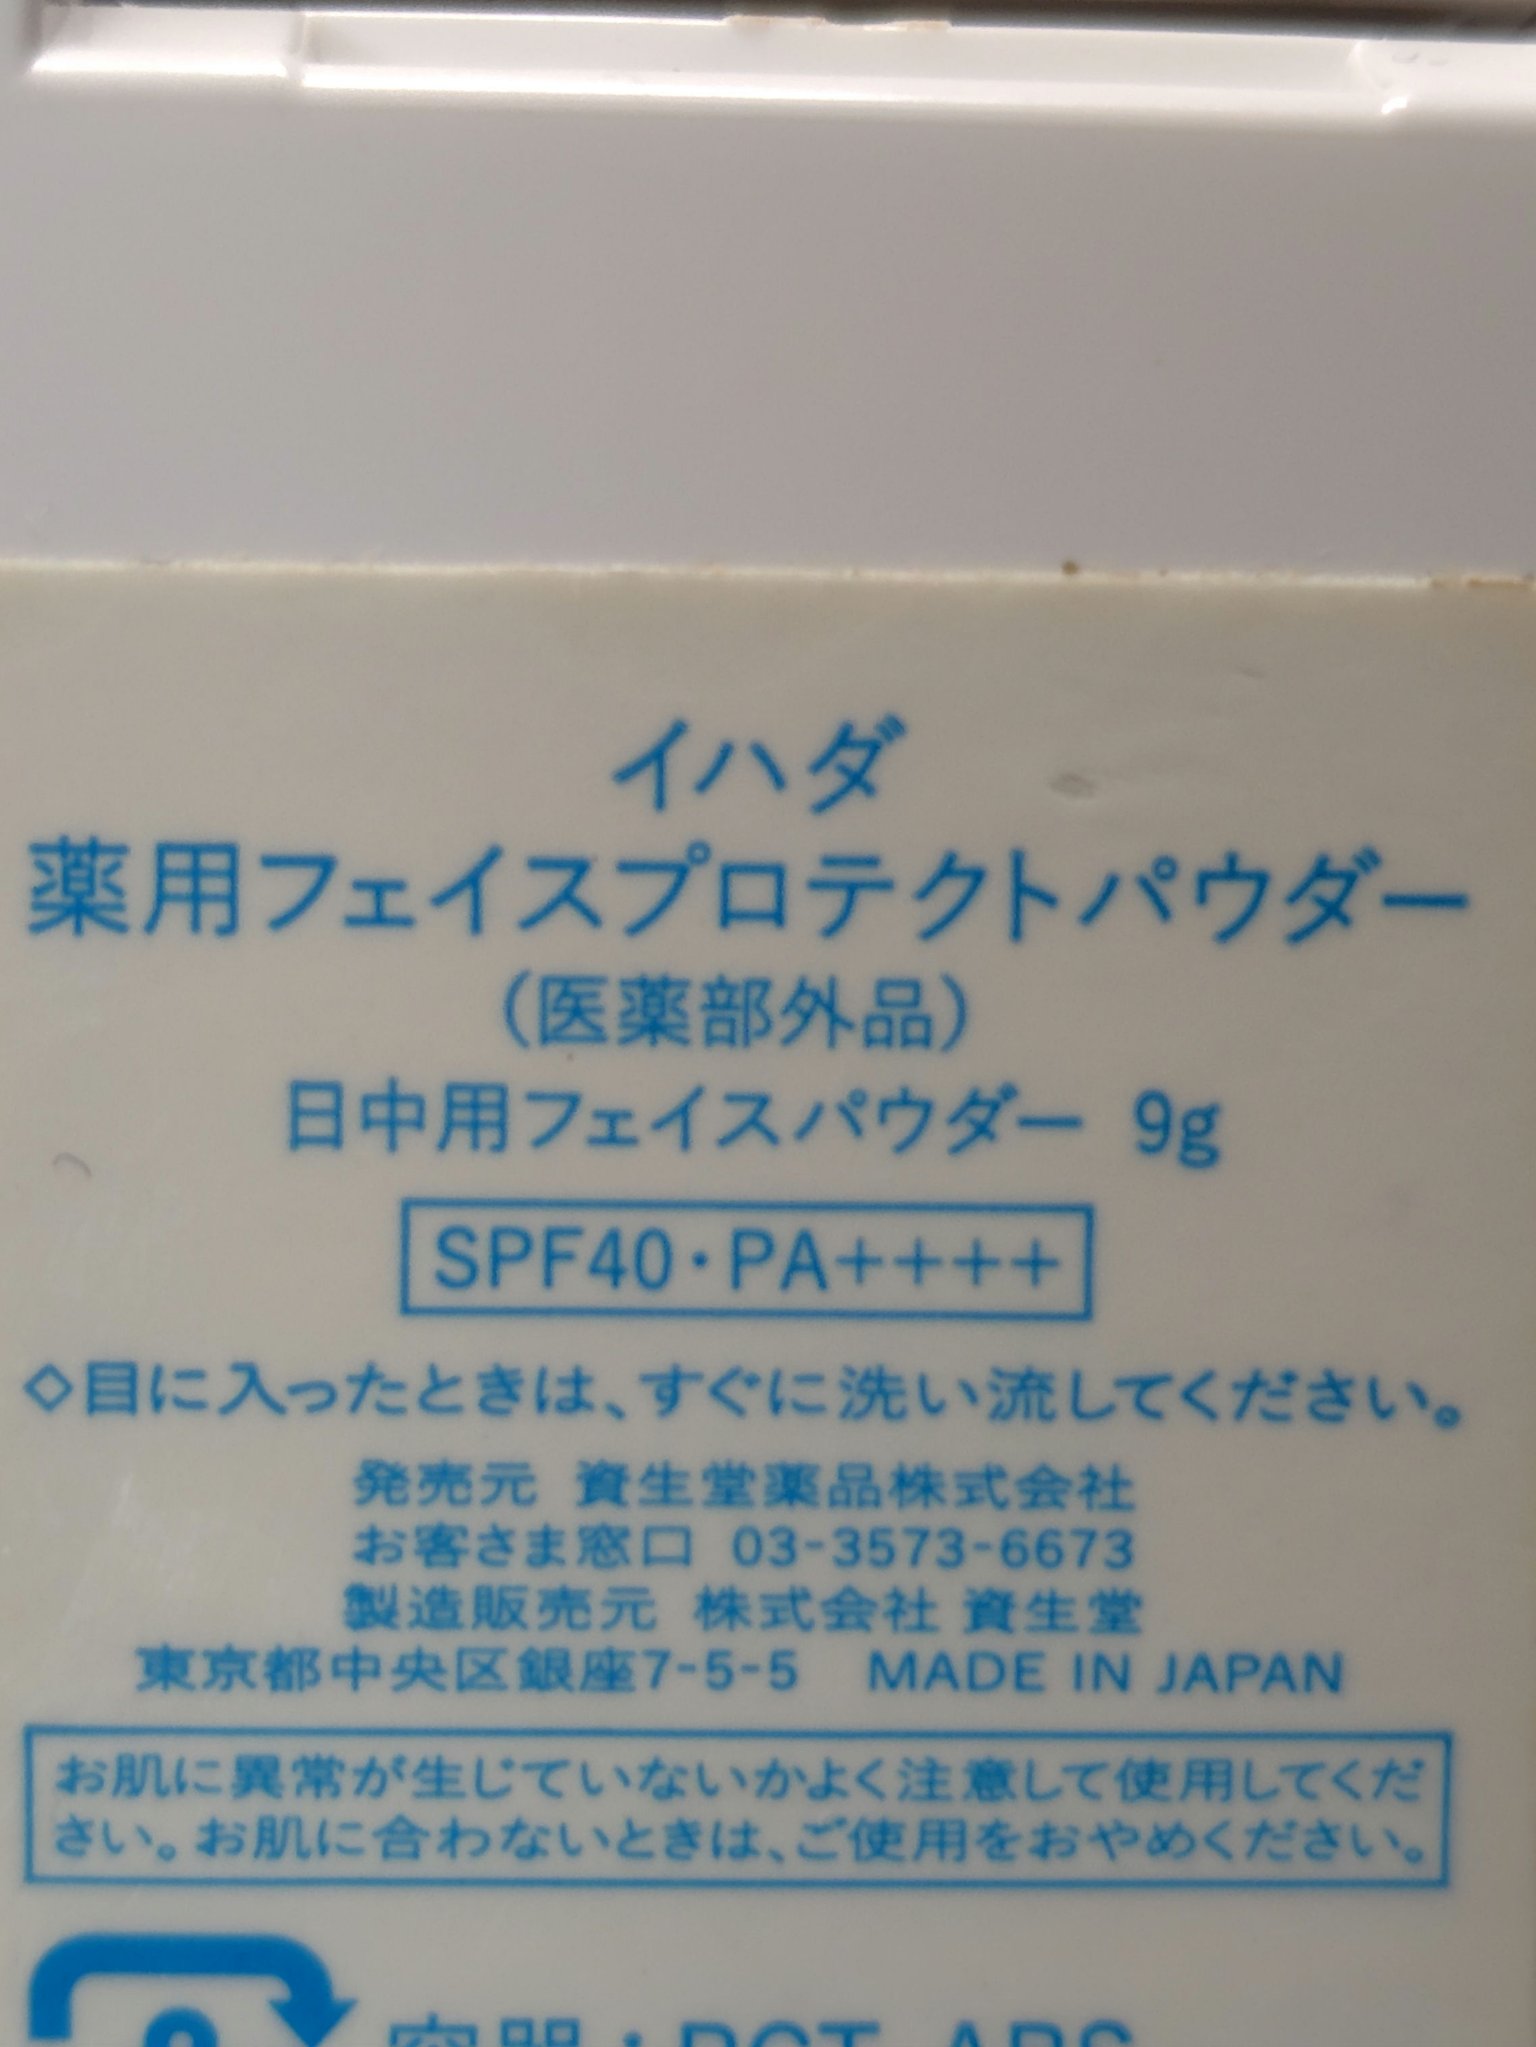 イハダ
薬用フェイスプロテクトパウダー
(医薬部外品)
日中用フェイスパウダー 9g
SPF40・PA++++
◇目に入ったときは、すぐに洗い流してください。
発売元 資生堂薬品株式会社
お客さま窓口 03-3573-6673
製造販売元 株式会社 資生堂
東京都中央区銀座7-5-5 MADE IN JAPAN
お肌に異常が生じていないかよく注意して使用してくだ
さい。お肌に合わないときは、ご使用をおやめください。
容器:PCT, ABS